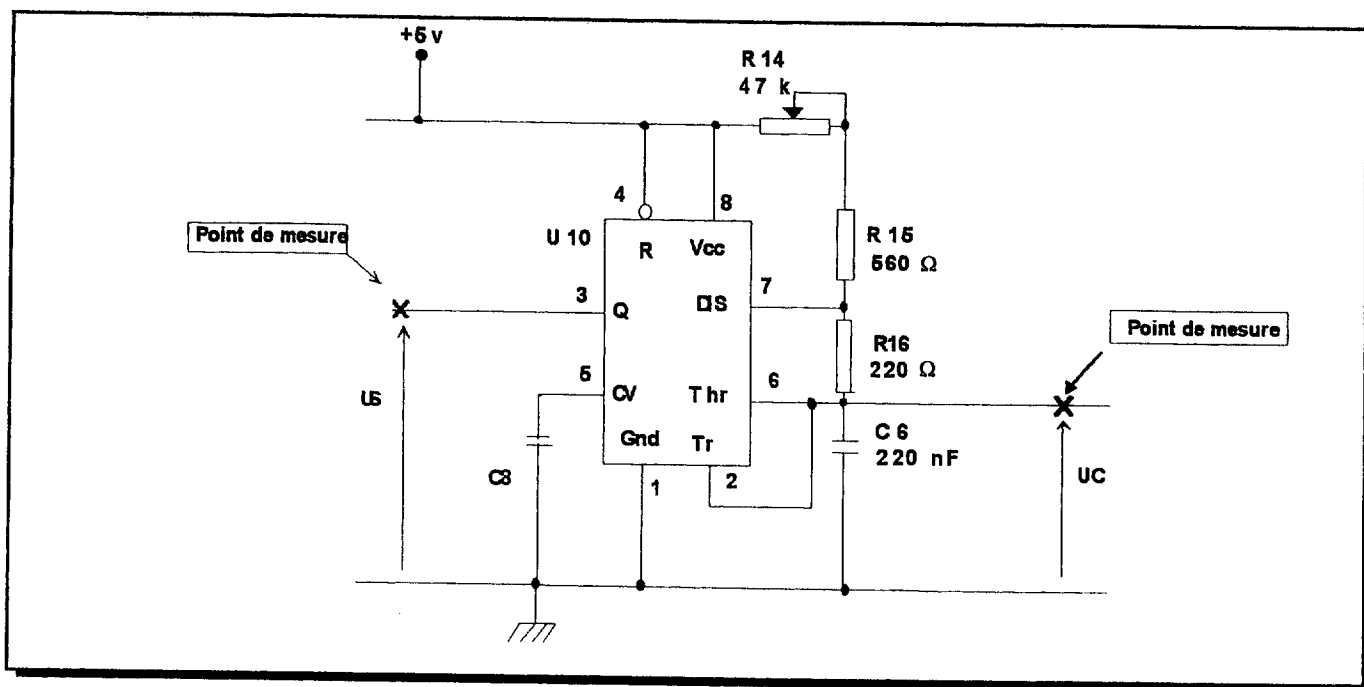 +5 v
R 14
47 k
4
8
Point de mesure
U 10
R
Vcc
R 15
560 Ω
3
Q
DIS
7
Point de mesure
R16
220 Ω
5
CV
Thr
6
US
Gnd
Tr
C 6
220 nF
C8
1
2
UC